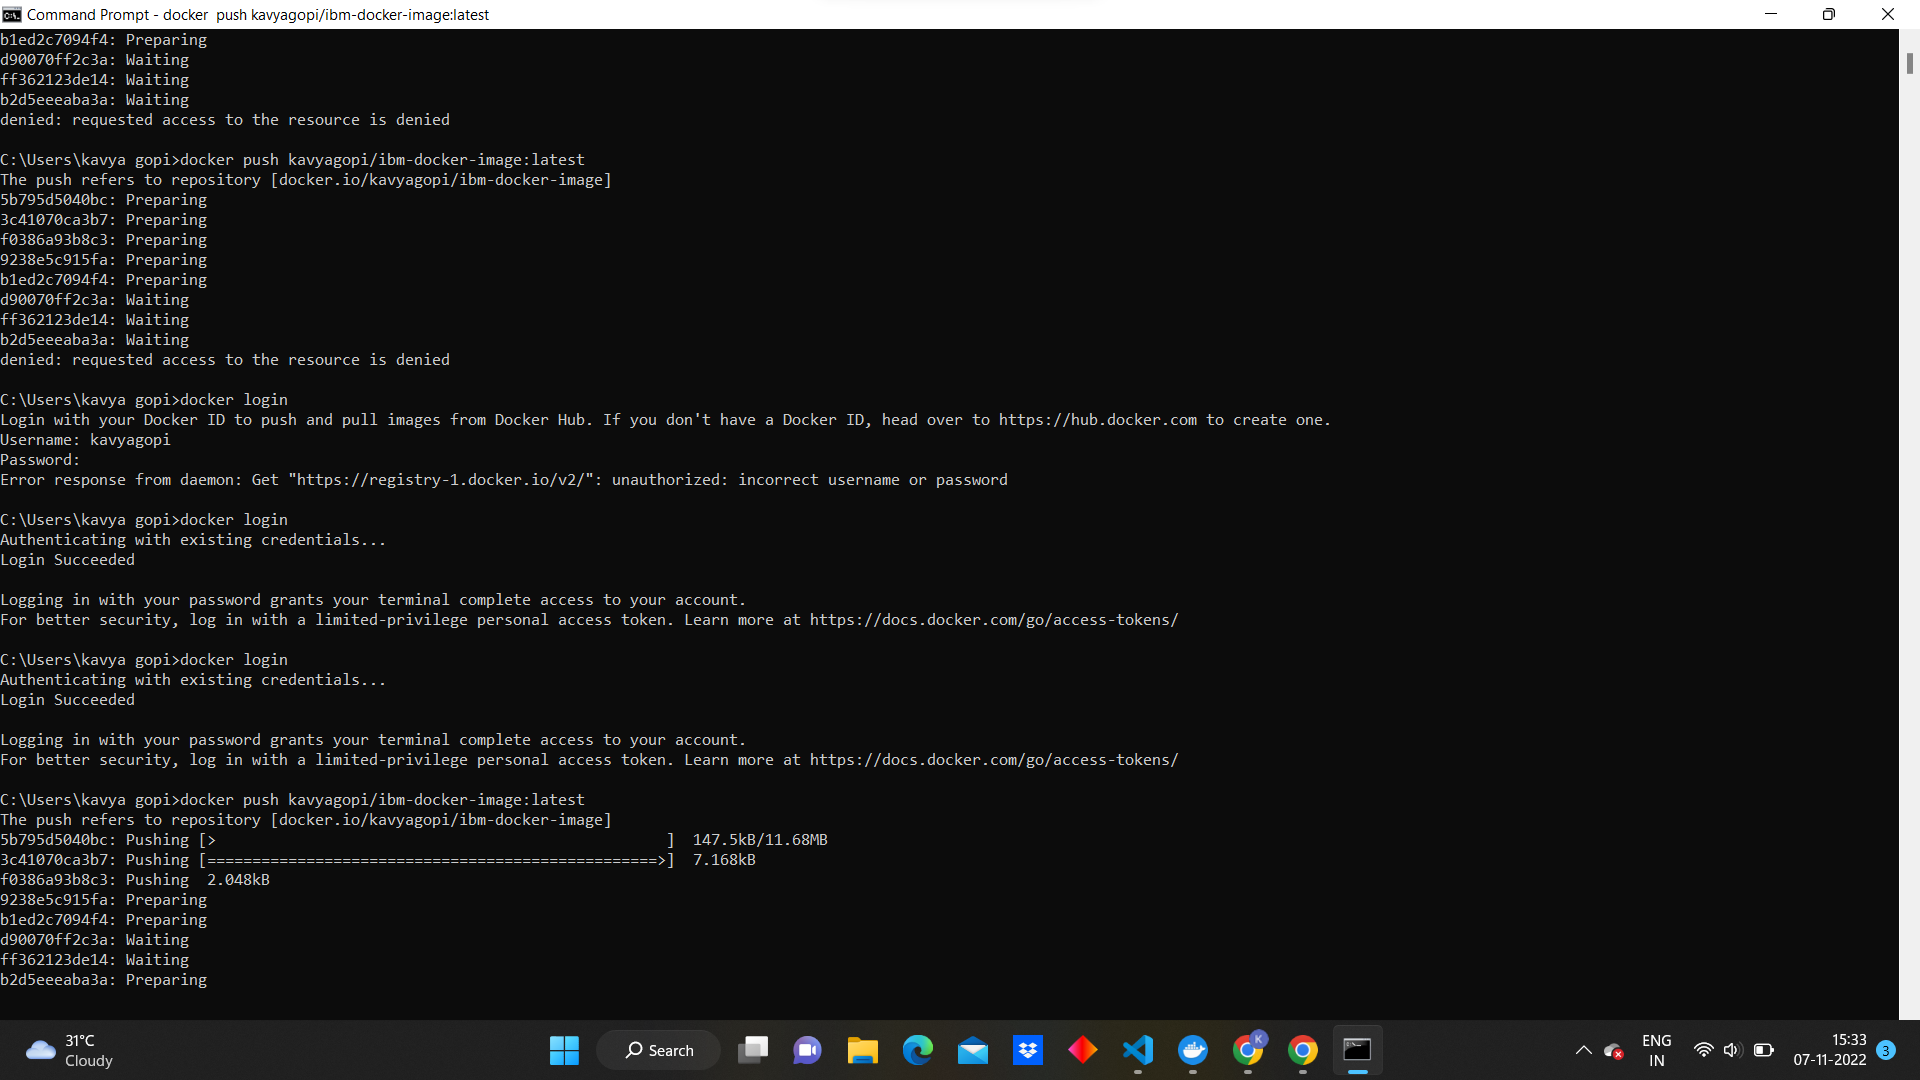 Command Prompt - docker  push kavyagopi/ibm-docker-image:latest
b1ed2c7094f4: Preparing
d90070ff2c3a: Waiting
ff362123de14: Waiting
b2d5eeeaba3a: Waiting
denied: requested access to the resource is denied
C:\Users\kavya gopi>docker push kavyagopi/ibm-docker-image:latest
The push refers to repository [docker.io/kavyagopi/ibm-docker-image]
5b795d5040bc: Preparing
3c41070ca3b7: Preparing
f0386a93b8c3: Preparing
9238e5c915fa: Preparing
b1ed2c7094f4: Preparing
d90070ff2c3a: Waiting
ff362123de14: Waiting
b2d5eeeaba3a: Waiting
denied: requested access to the resource is denied
C:\Users\kavya gopi>docker login
Login with your Docker ID to push and pull images from Docker Hub. If you don't have a Docker ID, head over to https://hub.docker.com to create one.
Username: kavyagopi
Password:
Error response from daemon: Get "https://registry-1.docker.io/v2/": unauthorized: incorrect username or password
C:\Users\kavya gopi>docker login
Authenticating with existing credentials...
Login Succeeded
Logging in with your password grants your terminal complete access to your account.
For better security, log in with a limited-privilege personal access token. Learn more at https://docs.docker.com/go/access-tokens/
C:\Users\kavya gopi>docker login
Authenticating with existing credentials...
Login Succeeded
Logging in with your password grants your terminal complete access to your account.
For better security, log in with a limited-privilege personal access token. Learn more at https://docs.docker.com/go/access-tokens/
C:\Users\kavya gopi>docker push kavyagopi/ibm-docker-image:latest
The push refers to repository [docker.io/kavyagopi/ibm-docker-image]
5b795d5040bc: Pushing [>                                                  ]  147.5kB/11.68MB
3c41070ca3b7: Pushing [==================================================>]  7.168kB
f0386a93b8c3: Pushing  2.048kB
9238e5c915fa: Preparing
b1ed2c7094f4: Preparing
d90070ff2c3a: Waiting
ff362123de14: Waiting
b2d5eeeaba3a: Preparing
31°C
Cloudy
Search
K
ENG
IN
15:33
07-11-2022
3